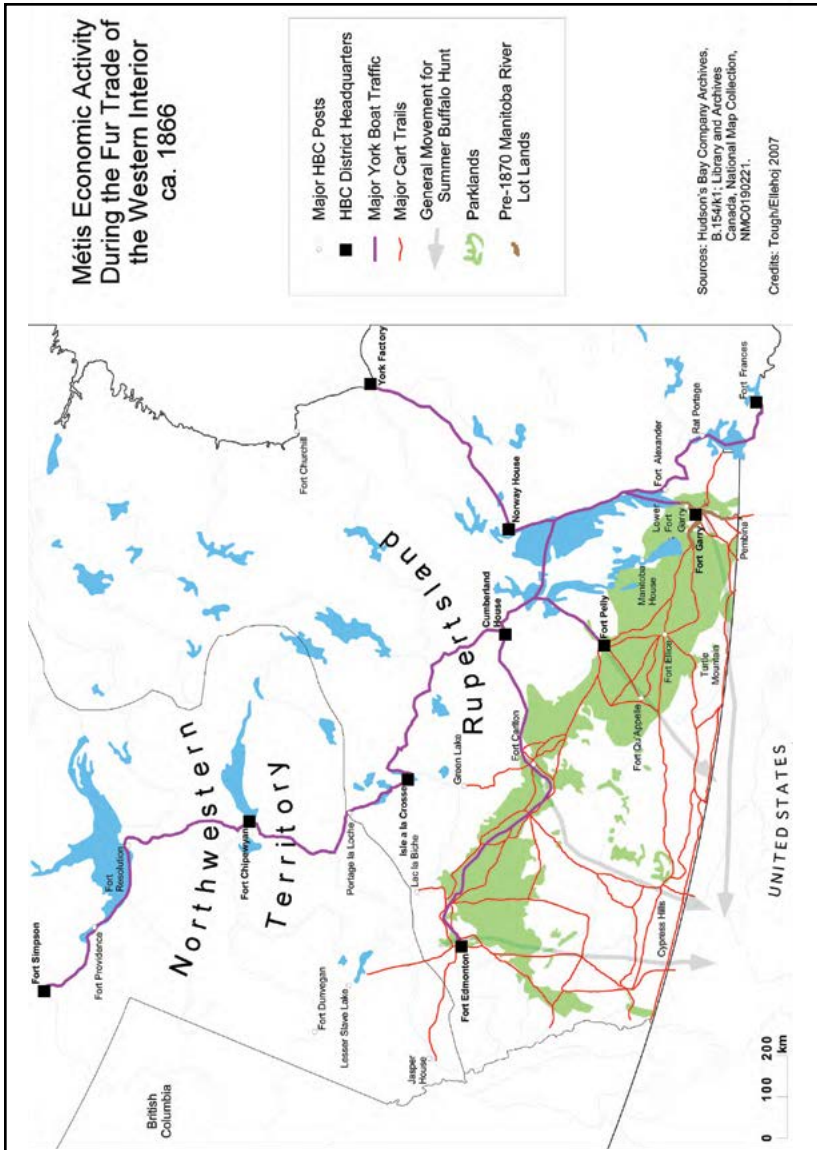 Métis Economic Activity
During the Fur Trade of
the Western Interior
ca. 1866
Major HBC Posts
HBC District Headquarters
Major York Boat Traffic
Major Cart Trails
General Movement for
Summer Buffalo Hunt
Parklands
Pre-1870 Manitoba River
Lot Lands
Sources: Hudson's Bay Company Archives,
B.154/k1; Library and Archives
Canada, National Map Collection,
NMC0190221.
Credits: Tough/Ellehoj 2007
Fort Simpson
Fort Providence
Fort
Resolution
Northwestern
Territory
British
Columbia
Fort Chipewyan
Fort Churchill
York Factory
Fort Dunvegan
Lesser Slave Lake
Portage la Loche
Jasper
House
Isle a la Crosse
Lac la Biche
Green Lake
Rupertsland
Norway House
Cumberland
House
Fort Edmonton
Fort Carlton
Fort Pelly
Manitoba
House
Fort Alexander
Lower
Fort
Garry
Rat Portage
Fort Frances
Fort Garry
Fort Ellice
Fort Qu'Appelle
Turtle
Mountain
Pembina
Cypress Hills
UNITED STATES
0 100 200
km